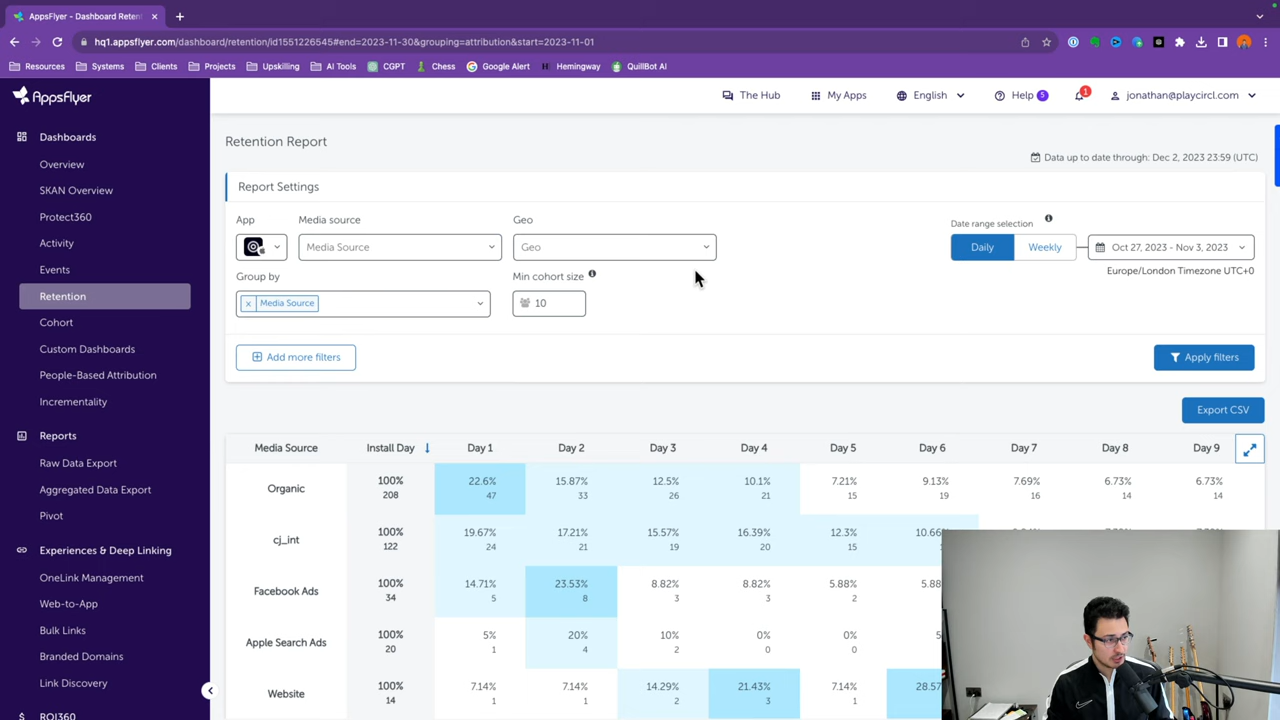 AppsFlyer - Dashboard Reten
hq1.appsflyer.com/dashboard/retention/id1551226545#end=2023-11-30&grouping=attribution&start=2023-11-01
Resources Systems Clients Projects Upskilling AI Tools CGPT Chess Google Alert Hemingway QuillBot AI
AppsFlyer
The Hub My Apps English Help 5 1 jonathan@playcircl.com
Dashboards
Overview
SKAN Overview
Protect360
Activity
Events
Retention
Cohort
Custom Dashboards
People-Based Attribution
Incrementality
Reports
Raw Data Export
Aggregated Data Export
Pivot
Experiences & Deep Linking
OneLink Management
Web-to-App
Bulk Links
Branded Domains
Link Discovery
ROI360
Retention Report
Data up to date through: Dec 2, 2023 23:59 (UTC)
Report Settings
App Media source Geo Date range selection
Media Source Geo Daily Weekly Oct 27, 2023 - Nov 3, 2023
Europe/London Timezone UTC+0
Group by Min cohort size
× Media Source 10
Add more filters Apply filters
Export CSV
Media Source Install Day Day 1 Day 2 Day 3 Day 4 Day 5 Day 6 Day 7 Day 8 Day 9
Organic 100% 22.6% 15.87% 12.5% 10.1% 7.21% 9.13% 7.69% 6.73% 6.73%
208 47 33 26 21 15 19 16 14 14
cj_int 100% 19.67% 17.21% 15.57% 16.39% 12.3% 10.66
122 24 21 19 20 15
Facebook Ads 100% 14.71% 23.53% 8.82% 8.82% 5.88% 5.88
34 5 8 3 3 2
Apple Search Ads 100% 5% 20% 10% 0% 0% 5
20 1 4 2 0 0
Website 100% 7.14% 7.14% 14.29% 21.43% 7.14% 28.57
14 1 1 2 3 1